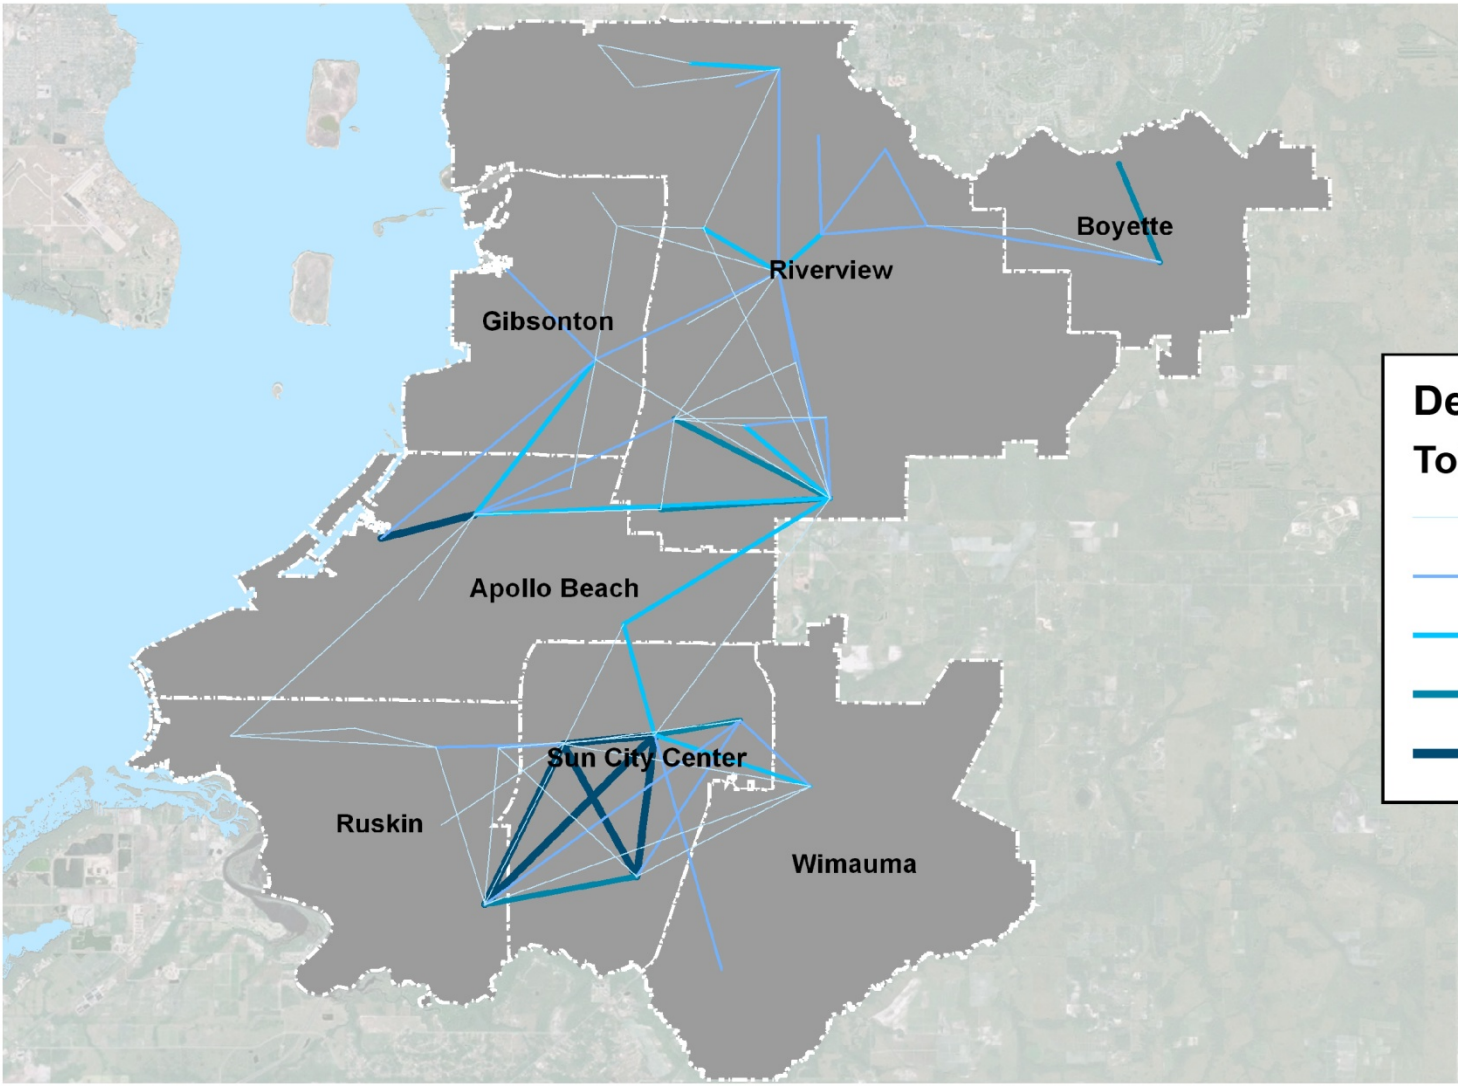 Boyette
Riverview
Gibsonton
De
To
Apollo Beach
Sun City Center
Ruskin
Wimauma